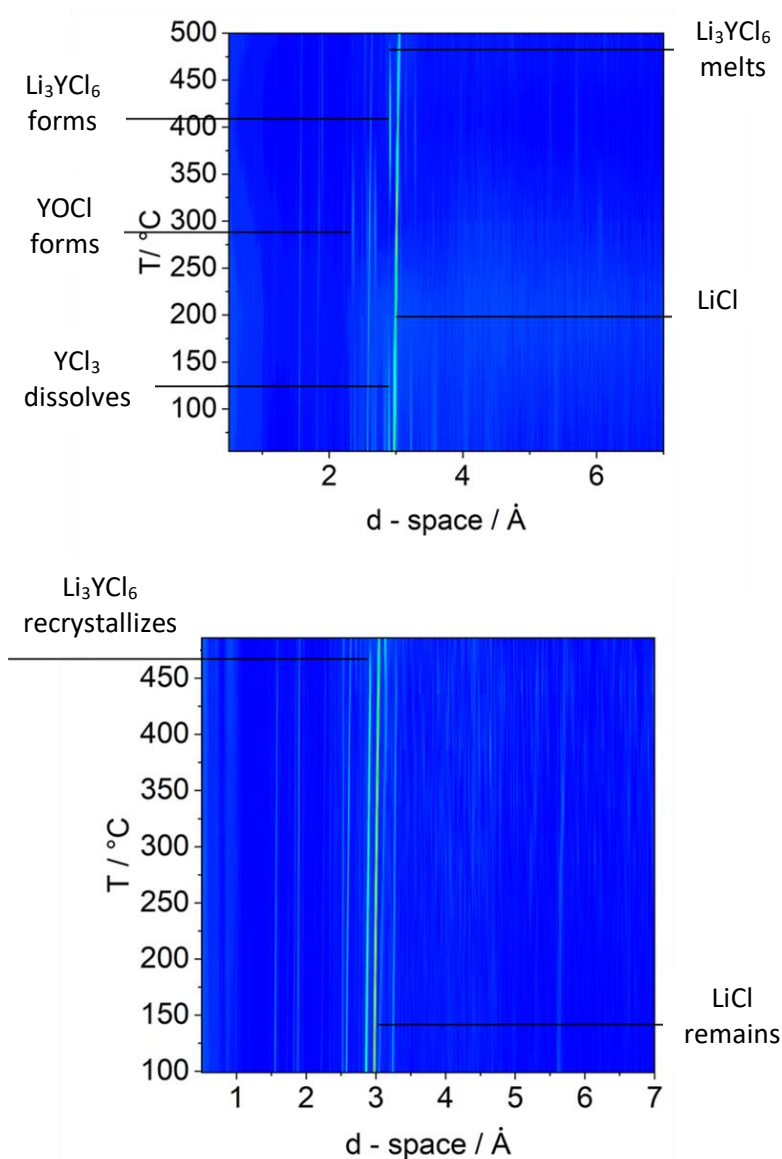 Li₃YCl₆
melts
Li₃YCl₆
forms
YOCl
forms
YCl₃
dissolves
LiCl
500
450
400
350
300
250
200
150
100
T/ °C
2
4
6
d - space / Å
Li₃YCl₆
recrystallizes
LiCl
remains
450
400
350
300
250
200
150
100
T / °C
1
2
3
4
5
6
7
d - space / Å